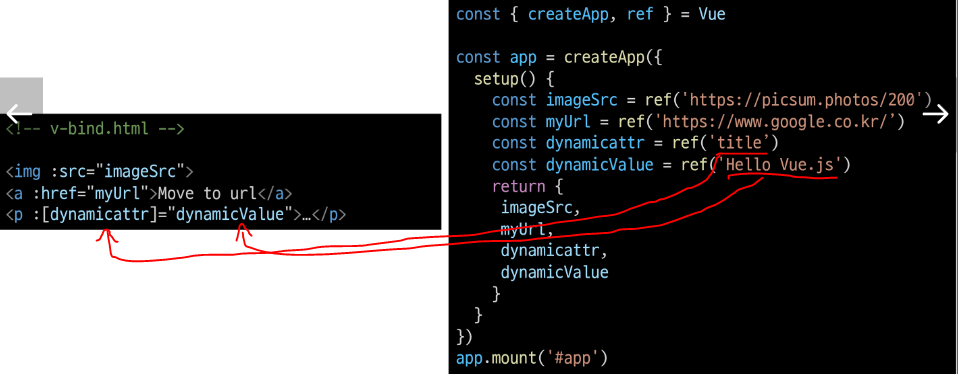 <!-- v-bind.html -->
<img :src="imageSrc">
<a :href="myUrl">Move to url</a>
<p :[dynamicattr]="dynamicValue">…</p>
const { createApp, ref } = Vue
const app = createApp({
setup() {
const imageSrc = ref('https://picsum.photos/200')
const myUrl = ref('https://www.google.co.kr/’)
const dynamicattr = ref('title’)
const dynamicValue = ref('Hello Vue.js')
return {
imageSrc,
myUrl,
dynamicattr,
dynamicValue
}
}
})
app.mount('#app')